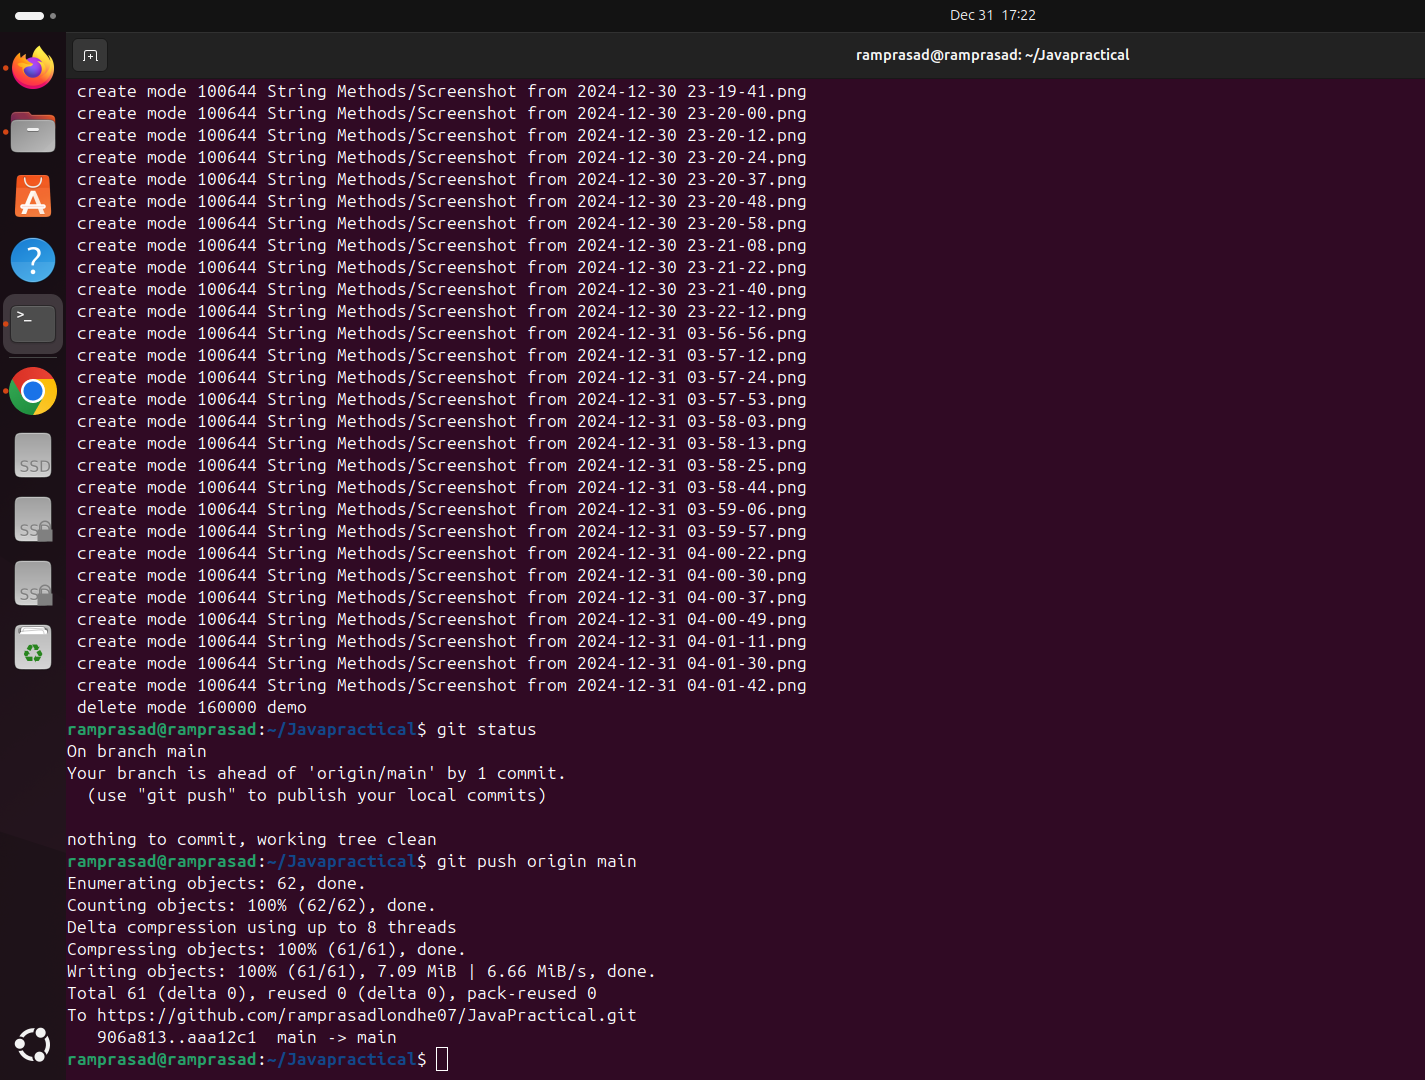 Dec 31 17:22
ramprasad@ramprasad: ~/Javapractical
create mode 100644 String Methods/Screenshot from 2024-12-30 23-19-41.png
create mode 100644 String Methods/Screenshot from 2024-12-30 23-20-00.png
create mode 100644 String Methods/Screenshot from 2024-12-30 23-20-12.png
create mode 100644 String Methods/Screenshot from 2024-12-30 23-20-24.png
create mode 100644 String Methods/Screenshot from 2024-12-30 23-20-37.png
create mode 100644 String Methods/Screenshot from 2024-12-30 23-20-48.png
create mode 100644 String Methods/Screenshot from 2024-12-30 23-20-58.png
create mode 100644 String Methods/Screenshot from 2024-12-30 23-21-08.png
create mode 100644 String Methods/Screenshot from 2024-12-30 23-21-22.png
create mode 100644 String Methods/Screenshot from 2024-12-30 23-21-40.png
create mode 100644 String Methods/Screenshot from 2024-12-30 23-22-12.png
create mode 100644 String Methods/Screenshot from 2024-12-31 03-56-56.png
create mode 100644 String Methods/Screenshot from 2024-12-31 03-57-12.png
create mode 100644 String Methods/Screenshot from 2024-12-31 03-57-24.png
create mode 100644 String Methods/Screenshot from 2024-12-31 03-57-53.png
create mode 100644 String Methods/Screenshot from 2024-12-31 03-58-03.png
create mode 100644 String Methods/Screenshot from 2024-12-31 03-58-13.png
create mode 100644 String Methods/Screenshot from 2024-12-31 03-58-25.png
create mode 100644 String Methods/Screenshot from 2024-12-31 03-58-44.png
create mode 100644 String Methods/Screenshot from 2024-12-31 03-59-06.png
create mode 100644 String Methods/Screenshot from 2024-12-31 03-59-57.png
create mode 100644 String Methods/Screenshot from 2024-12-31 04-00-22.png
create mode 100644 String Methods/Screenshot from 2024-12-31 04-00-30.png
create mode 100644 String Methods/Screenshot from 2024-12-31 04-00-37.png
create mode 100644 String Methods/Screenshot from 2024-12-31 04-00-49.png
create mode 100644 String Methods/Screenshot from 2024-12-31 04-01-11.png
create mode 100644 String Methods/Screenshot from 2024-12-31 04-01-30.png
create mode 100644 String Methods/Screenshot from 2024-12-31 04-01-42.png
delete mode 160000 demo
ramprasad@ramprasad:~/Javapractical$ git status
On branch main
Your branch is ahead of 'origin/main' by 1 commit.
(use "git push" to publish your local commits)
nothing to commit, working tree clean
ramprasad@ramprasad:~/Javapractical$ git push origin main
Enumerating objects: 62, done.
Counting objects: 100% (62/62), done.
Delta compression using up to 8 threads
Compressing objects: 100% (61/61), done.
Writing objects: 100% (61/61), 7.09 MiB | 6.66 MiB/s, done.
Total 61 (delta 0), reused 0 (delta 0), pack-reused 0
To https://github.com/ramprasadlondhe07/JavaPractical.git
906a813..aaa12c1 main -> main
ramprasad@ramprasad:~/Javapractical$
SSD
SS
SS